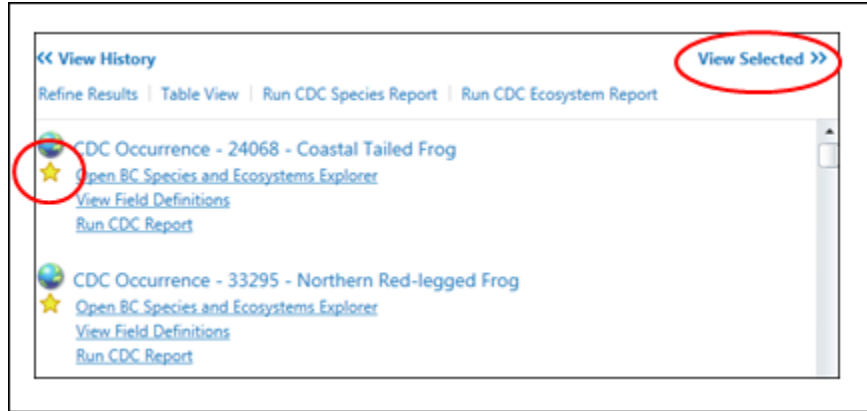 << View History View Selected >>
Refine Results | Table View | Run CDC Species Report | Run CDC Ecosystem Report
CDC Occurrence - 24068 - Coastal Tailed Frog
Open BC Species and Ecosystems Explorer
View Field Definitions
Run CDC Report
CDC Occurrence - 33295 - Northern Red-legged Frog
Open BC Species and Ecosystems Explorer
View Field Definitions
Run CDC Report